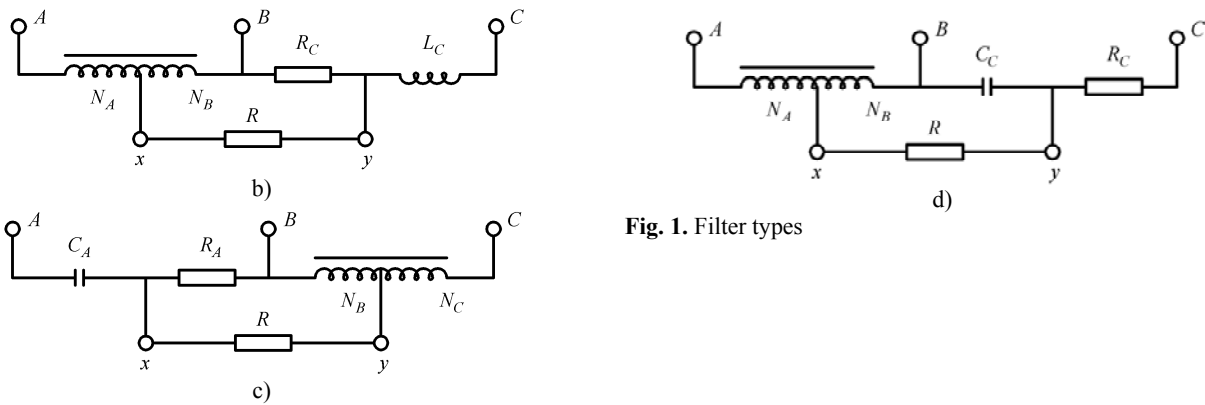 A B C
R_C L_C
N_A N_B
R
x y
b)
A B C
C_A R_A
N_B N_C
R
x y
c)
A B C
C_C R_C
N_A N_B
R
x y
d)
Fig. 1. Filter types